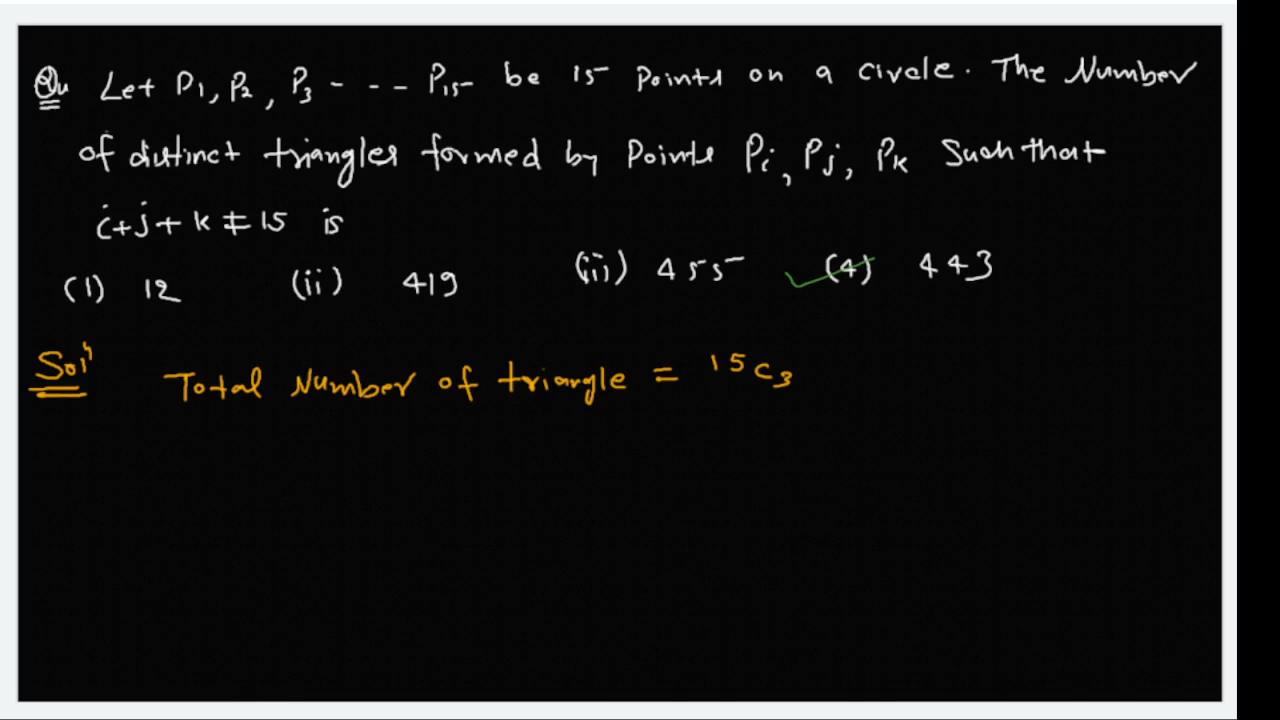 Qu Let P1, P2, P3 - - - - P15 be 15 Points on a circle. The Number
of distinct triangles formed by Points Pi, Pj, Pk Such that
i+j+k ≠ 15 is
(1) 12 (ii) 419 (iii) 455 (4) 443
Solⁿ Total Number of triangle = ¹⁵C₃